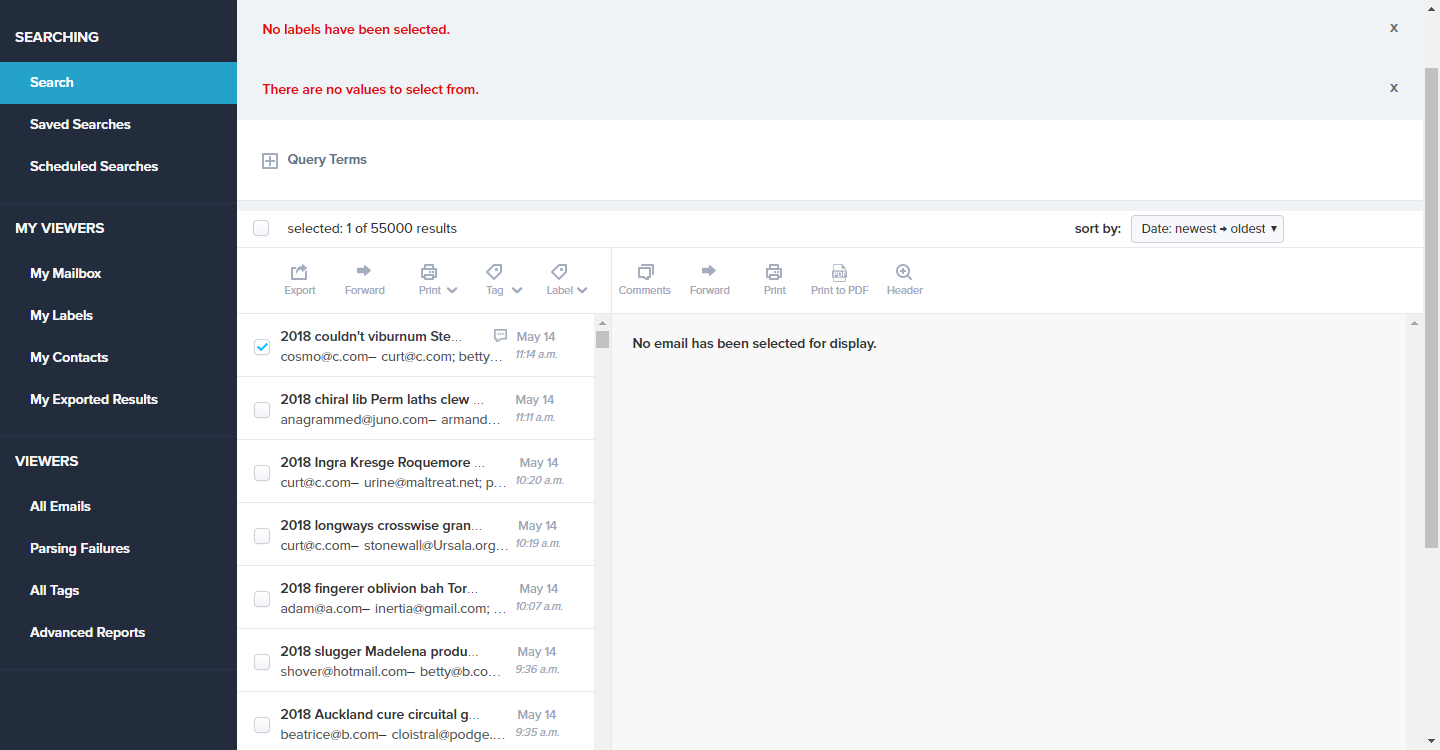 SEARCHING
Search
Saved Searches
Scheduled Searches
MY VIEWERS
My Mailbox
My Labels
My Contacts
My Exported Results
VIEWERS
All Emails
Parsing Failures
All Tags
Advanced Reports
No labels have been selected. x
There are no values to select from. x
Query Terms
selected: 1 of 55000 results
sort by: Date: newest → oldest
Export Forward Print Tag Label
Comments Forward Print Print to PDF Header
2018 couldn't viburnum Ste... May 14
cosmo@c.com– curt@c.com; betty... 11:14 a.m.
2018 chiral lib Perm laths clew ... May 14
anagrammed@juno.com– armand... 11:11 a.m.
2018 Ingra Kresge Roquemore ... May 14
curt@c.com– urine@maltreat.net; p... 10:20 a.m.
2018 longways crosswise gran... May 14
curt@c.com– stonewall@Ursala.org... 10:19 a.m.
2018 fingerer oblivion bah Tor... May 14
adam@a.com– inertia@gmail.com; ... 10:07 a.m.
2018 slugger Madelena produ... May 14
shover@hotmail.com– betty@b.co... 9:36 a.m.
2018 Auckland cure circuital g... May 14
beatrice@b.com– cloistral@podge.... 9:35 a.m.
No email has been selected for display.